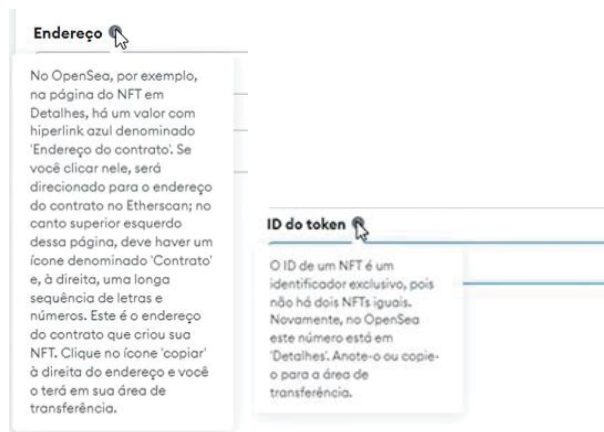 Endereço
No OpenSea, por exemplo,
na página do NFT em
Detalhes, há um valor com
hiperlink azul denominado
'Endereço do contrato'. Se
você clicar nele, será
direcionado para o endereço
do contrato no Etherscan; no
canto superior esquerdo
dessa página, deve haver um
ícone denominado 'Contrato'
e, à direita, uma longa
sequência de letras e
números. Este é o endereço
do contrato que criou sua
NFT. Clique no ícone 'copiar'
à direita do endereço e você
o terá em sua área de
transferência.
ID do token
O ID de um NFT é um
identificador exclusivo, pois
não há dois NFTs iguais.
Novamente, no OpenSea
este número está em
'Detalhes'. Anote-o ou copie-
o para a área de
transferência.